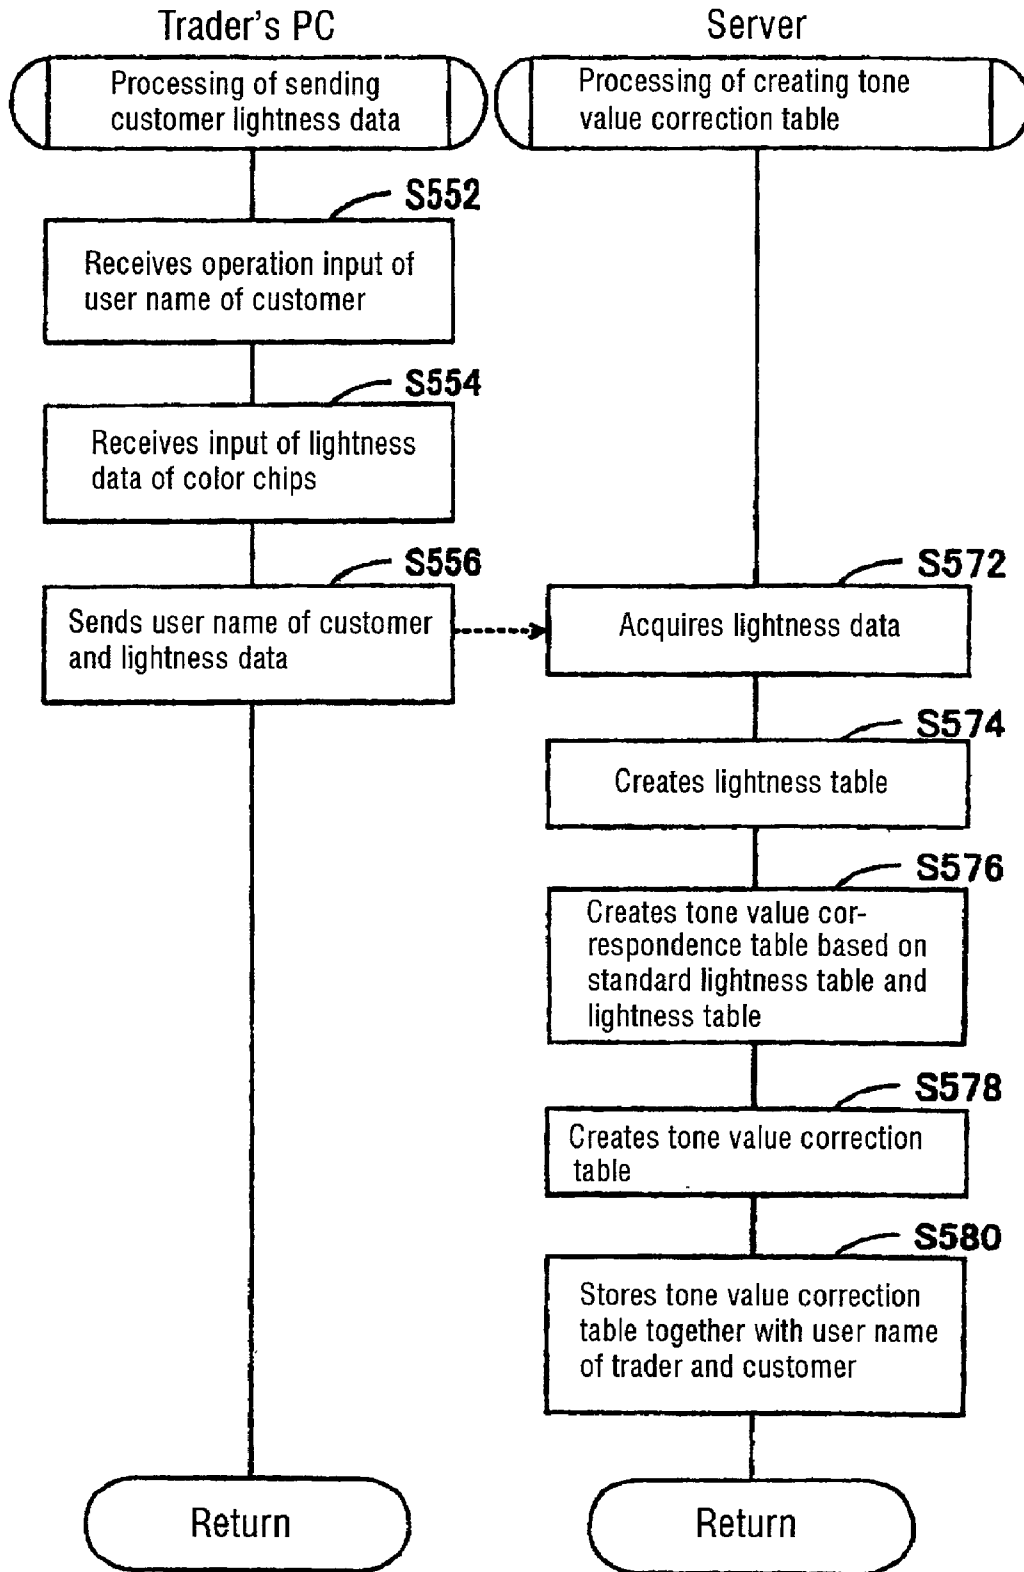 Trader's PC
Processing of sending
customer lightness data
S552
Receives operation input of
user name of customer
S554
Receives input of lightness
data of color chips
S556
Sends user name of customer
and lightness data
Return
Server
Processing of creating tone
value correction table
S572
Acquires lightness data
S574
Creates lightness table
S576
Creates tone value cor-
respondence table based on
standard lightness table and
lightness table
S578
Creates tone value correction
table
S580
Stores tone value correction
table together with user name
of trader and customer
Return